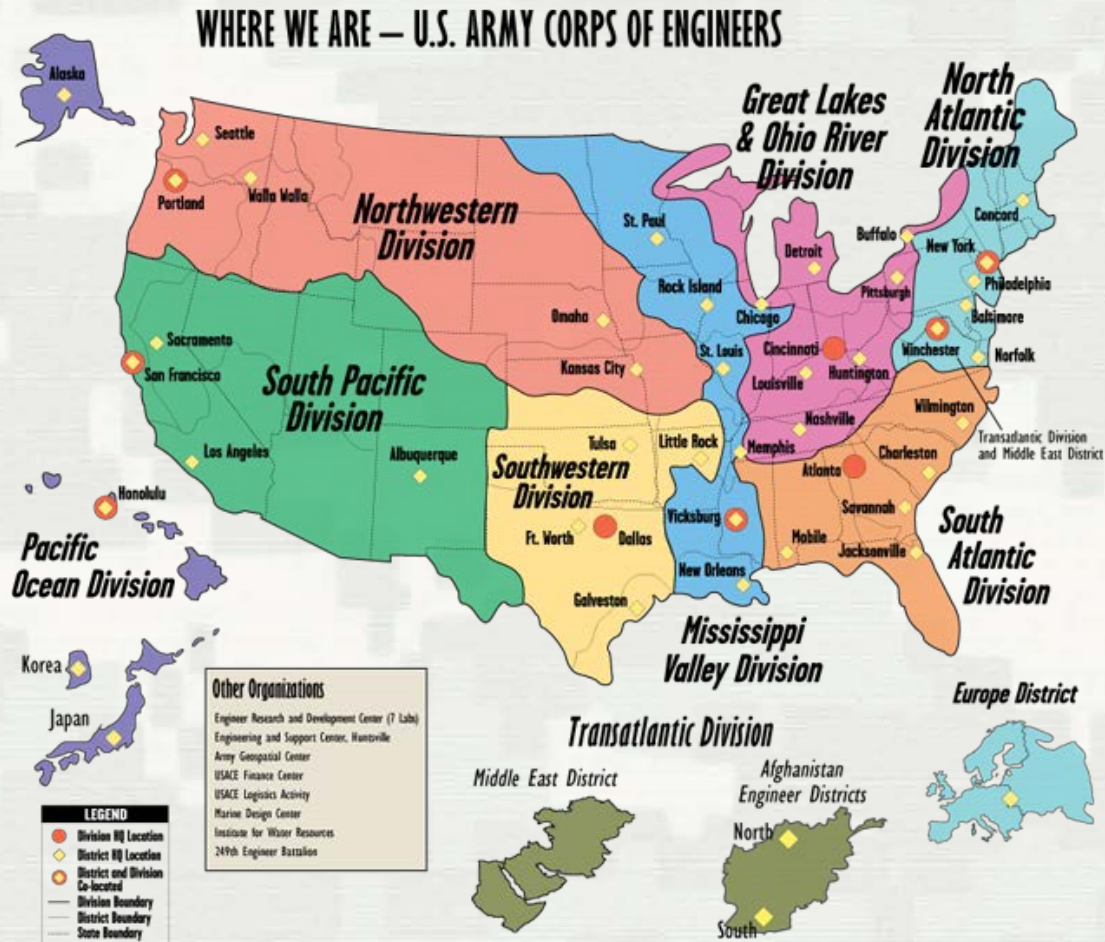 WHERE WE ARE – U.S. ARMY CORPS OF ENGINEERS
Alaska
Seattle
Portland
Walla Walla
Northwestern
Division
Great Lakes
& Ohio River
Division
North
Atlantic
Division
St. Paul
Buffalo
Concord
New York
Detroit
Rock Island
Pittsburgh
Philadelphia
Omaha
Chicago
Baltimore
Sacramento
San Francisco
Kansas City
St. Louis
Cincinnati
Winchester
Norfolk
Louisville
Huntington
South Pacific
Division
Nashville
Wilmington
Transatlantic Division
and Middle East District
Los Angeles
Albuquerque
Tulsa
Little Rock
Memphis
Charleston
Southwestern
Division
Atlanta
Honolulu
Ft. Worth
Dallas
Vicksburg
Savannah
Mobile
Jacksonville
South
Atlantic
Division
Pacific
Ocean Division
New Orleans
Galveston
Mississippi
Valley Division
Korea
Japan
Other Organizations
Engineer Research and Development Center (7 Labs)
Engineering and Support Center, Huntsville
Army Geospatial Center
USACE Finance Center
USACE Logistics Activity
Marine Design Center
Institute for Water Resources
249th Engineer Battalion
Europe District
Transatlantic Division
Middle East District
Afghanistan
Engineer Districts
North
South
LEGEND
Division HQ Location
District HQ Location
District and Division
Co-located
Division Boundary
District Boundary
State Boundary